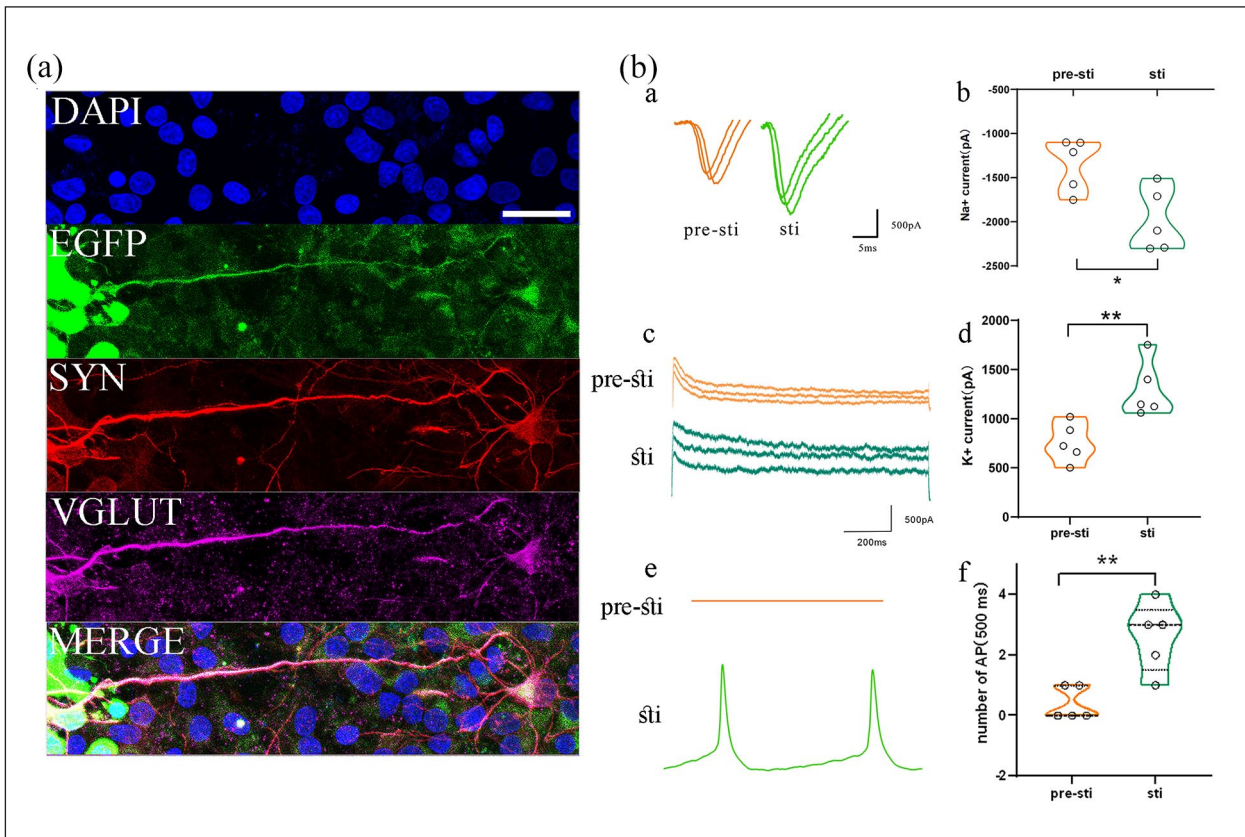 (a)
DAPI
EGFP
SYN
VGLUT
MERGE
(b)
a
pre-sti
sti
500pA
5ms
b
pre-sti
sti
-500
-1000
-1500
-2000
-2500
Na+ current(pA)
*
c
pre-sti
sti
500pA
200ms
d
**
2000
1500
1000
500
0
K+ current(pA)
pre-sti
sti
e
pre-sti
sti
f
**
4
2
0
-2
number of AP(500 ms)
pre-sti
sti